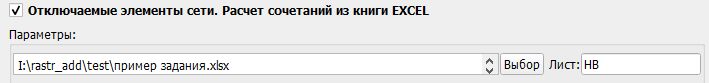 Отключаемые элементы сети. Расчет сочетаний из книги EXCEL
Параметры:
I:\rastr_add\test\пример задания.xlsx Выбор Лист: НВ